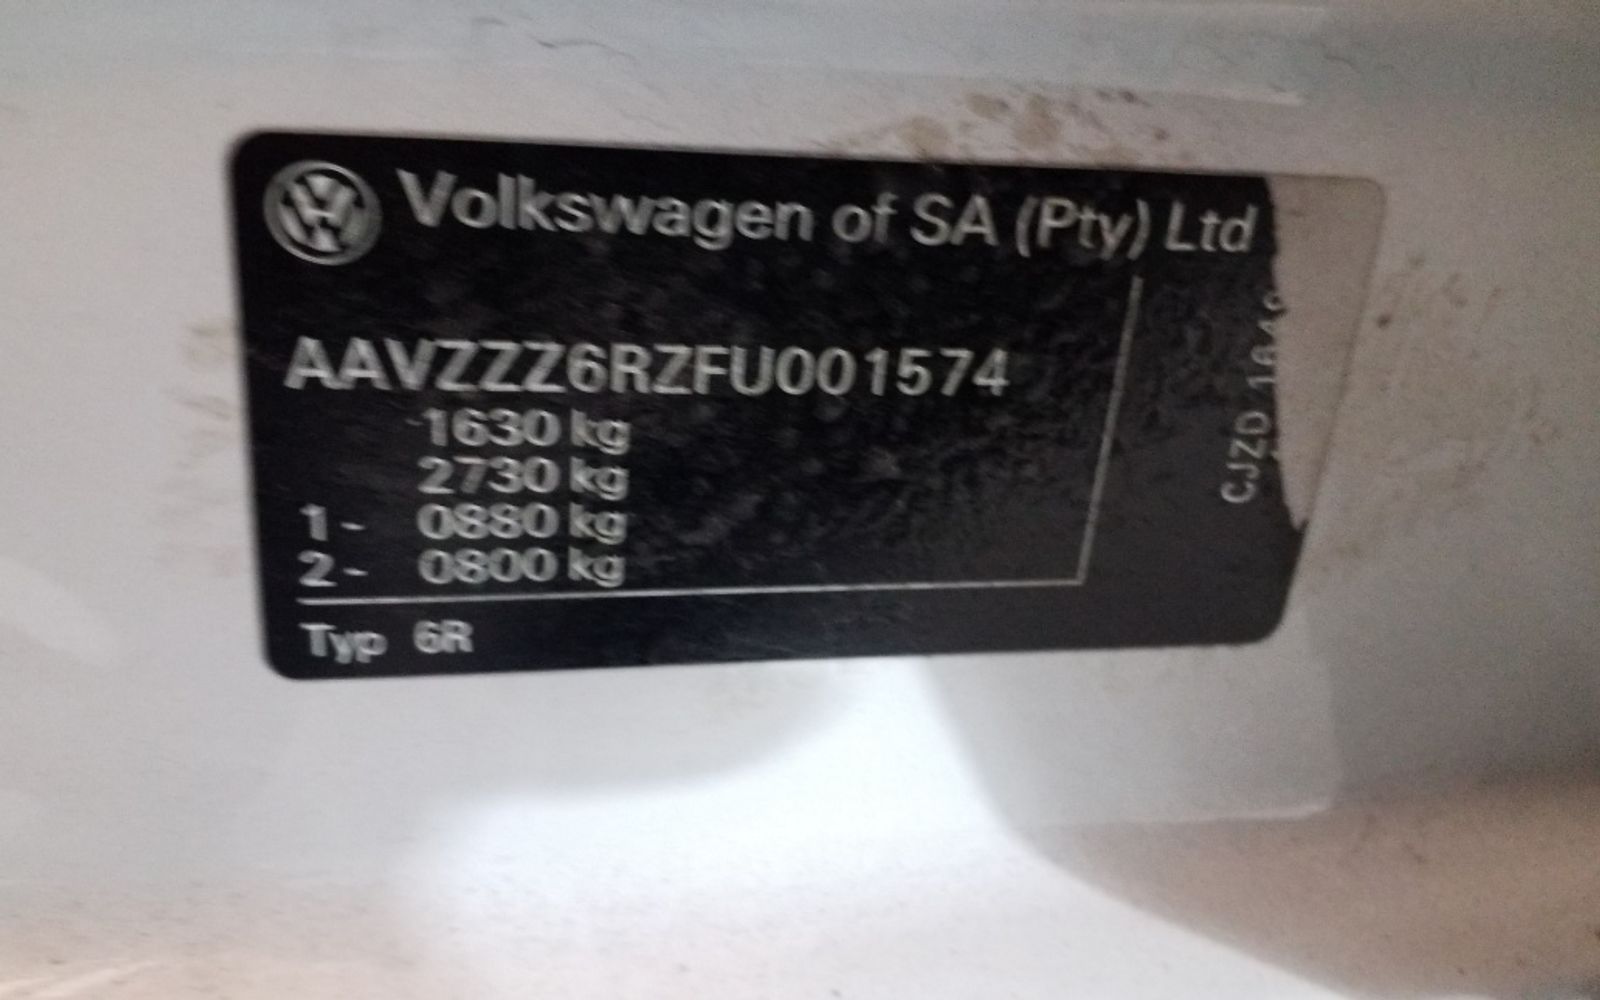 Volkswagen of SA (Pty) Ltd
AAVZZZ6RZFU001574
1630 kg
2730 kg
1- 0880 kg
2- 0800 kg
Typ 6R
CJZD